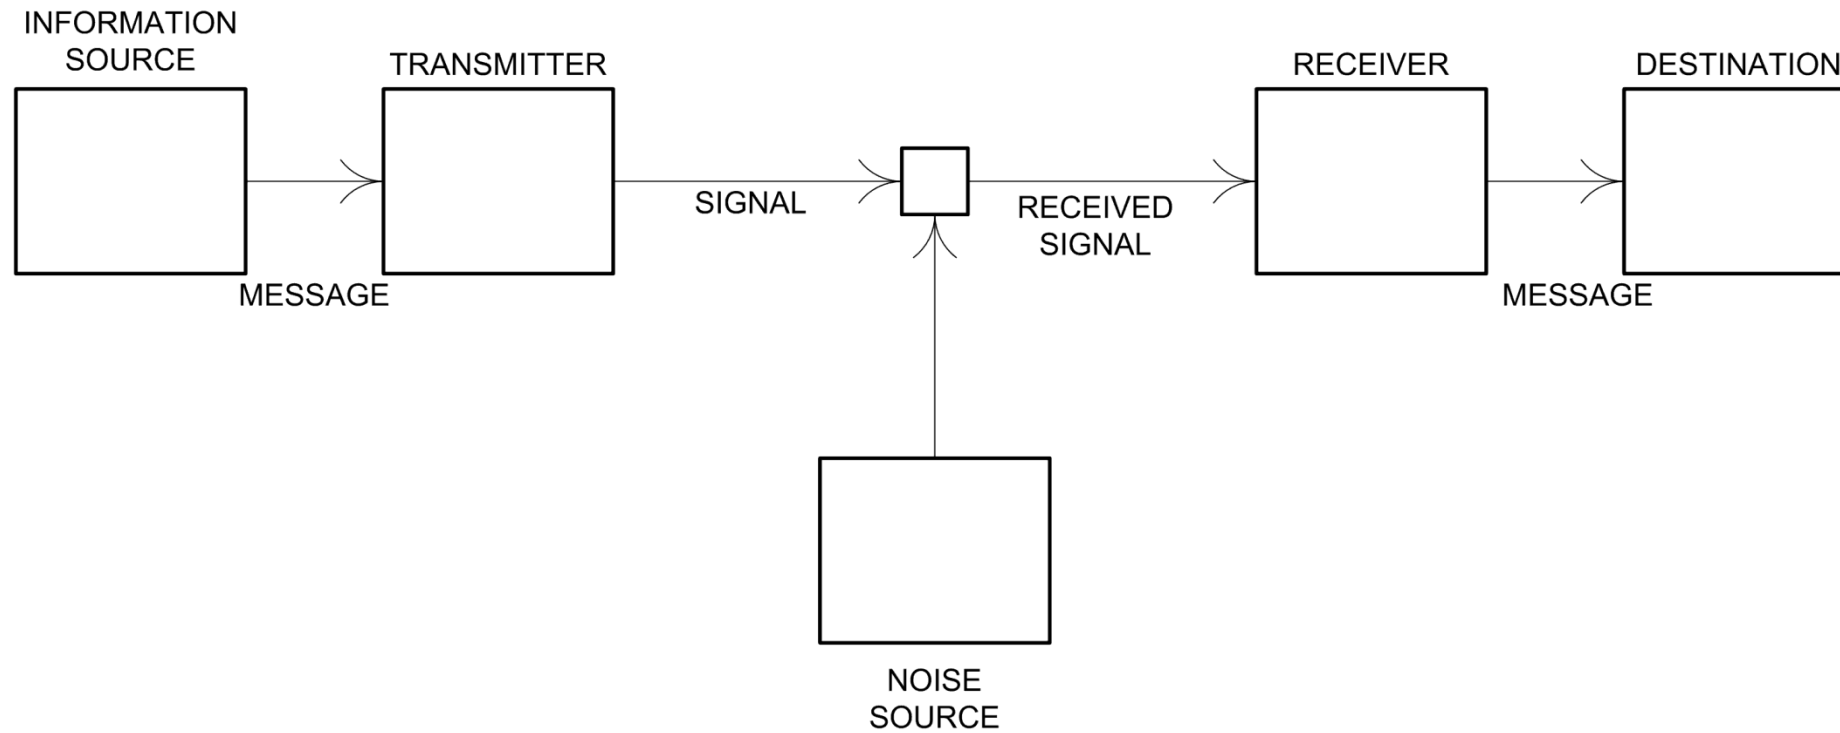 INFORMATION
SOURCE
TRANSMITTER
RECEIVER
DESTINATION
SIGNAL
RECEIVED
SIGNAL
MESSAGE
MESSAGE
NOISE
SOURCE